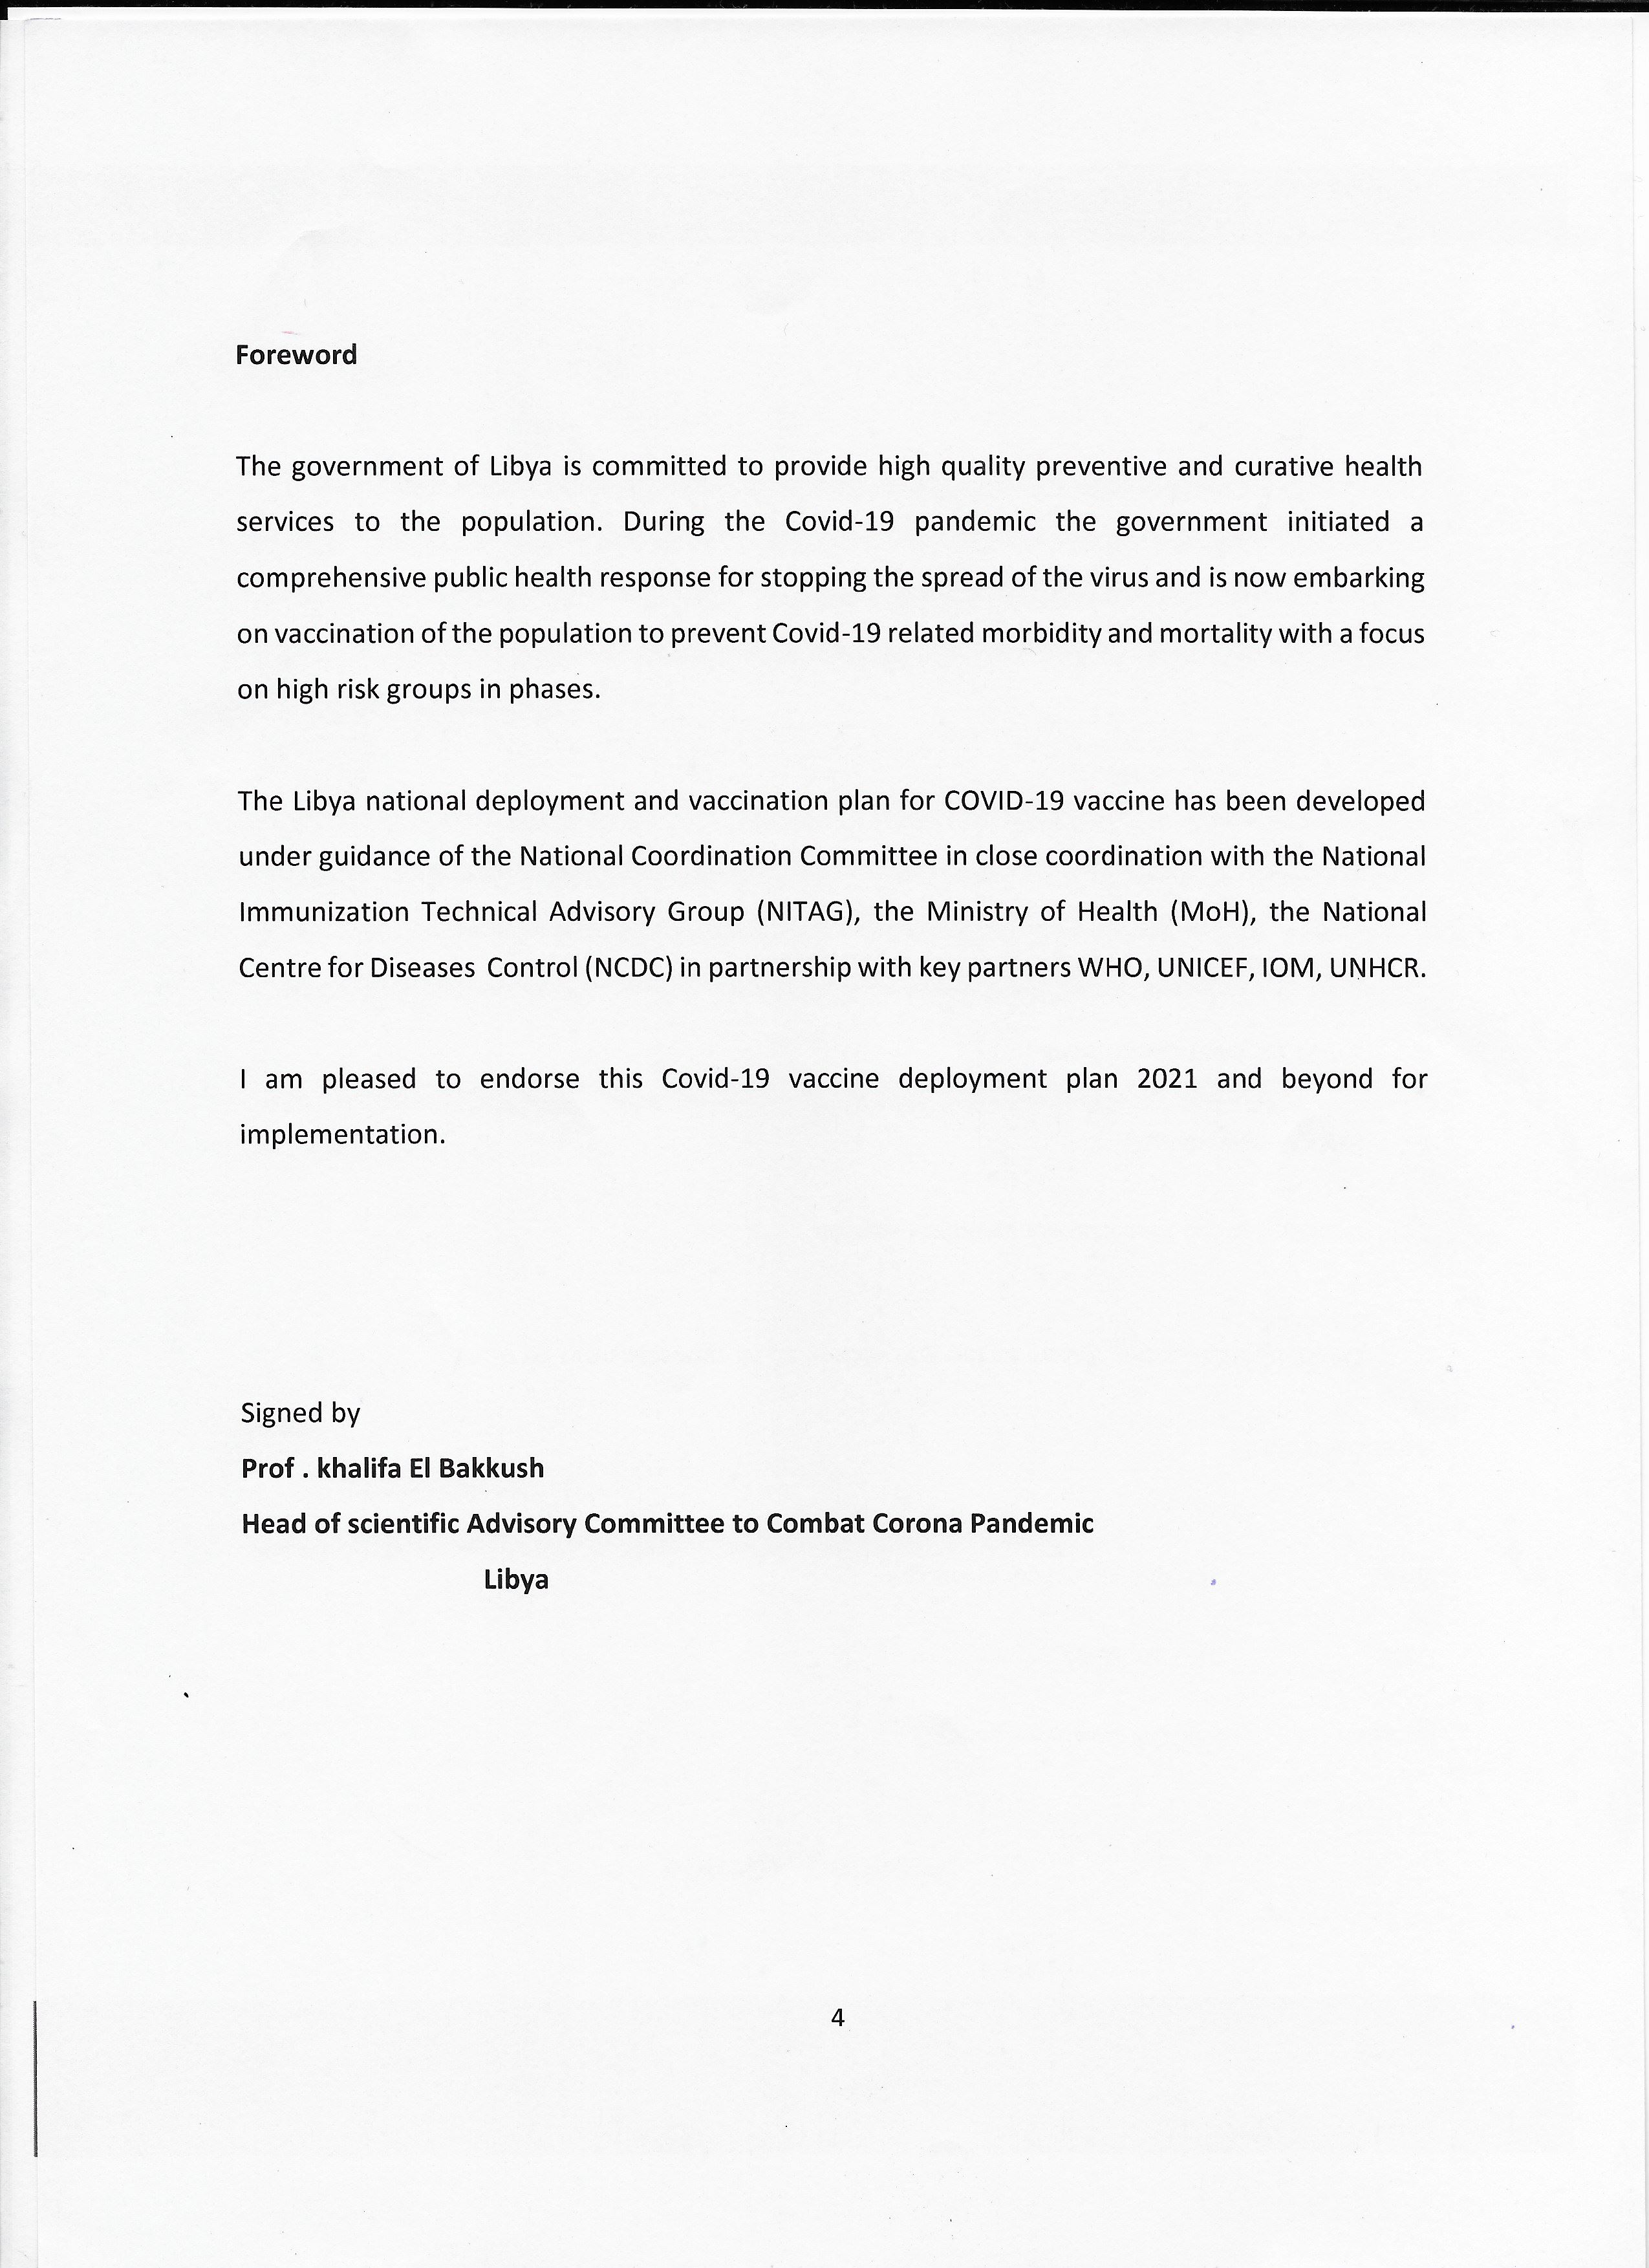 Foreword
The government of Libya is committed to provide high quality preventive and curative health
services to the population. During the Covid-19 pandemic the government initiated a
comprehensive public health response for stopping the spread of the virus and is now embarking
on vaccination of the population to prevent Covid-19 related morbidity and mortality with a focus
on high risk groups in phases.
The Libya national deployment and vaccination plan for COVID-19 vaccine has been developed
under guidance of the National Coordination Committee in close coordination with the National
Immunization Technical Advisory Group (NITAG), the Ministry of Health (MoH), the National
Centre for Diseases Control (NCDC) in partnership with key partners WHO, UNICEF, IOM, UNHCR.
I am pleased to endorse this Covid-19 vaccine deployment plan 2021 and beyond for
implementation.
Signed by
Prof . khalifa El Bakkush
Head of scientific Advisory Committee to Combat Corona Pandemic
Libya
4